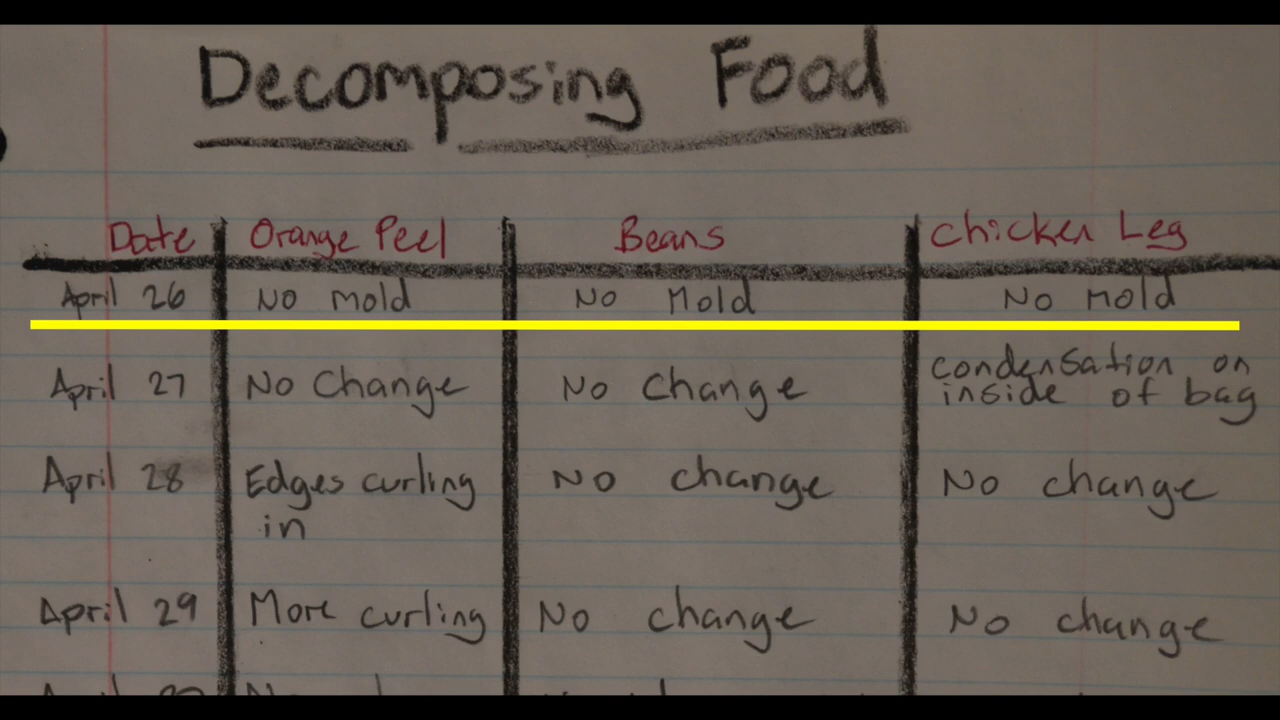 Decomposing Food
Date Orange Peel Beans Chicken Leg
April 26 No mold No Mold No Mold
April 27 No Change No Change condensation on inside of bag
April 28 Edges curling in No change No change
April 29 More curling No change No change